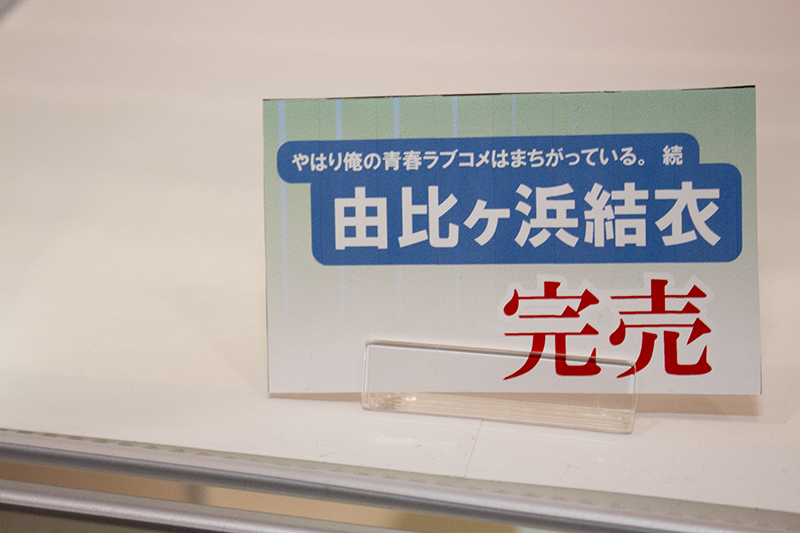 やはり俺の青春ラブコメはまちがっている。 続
由比ヶ浜結衣
完売